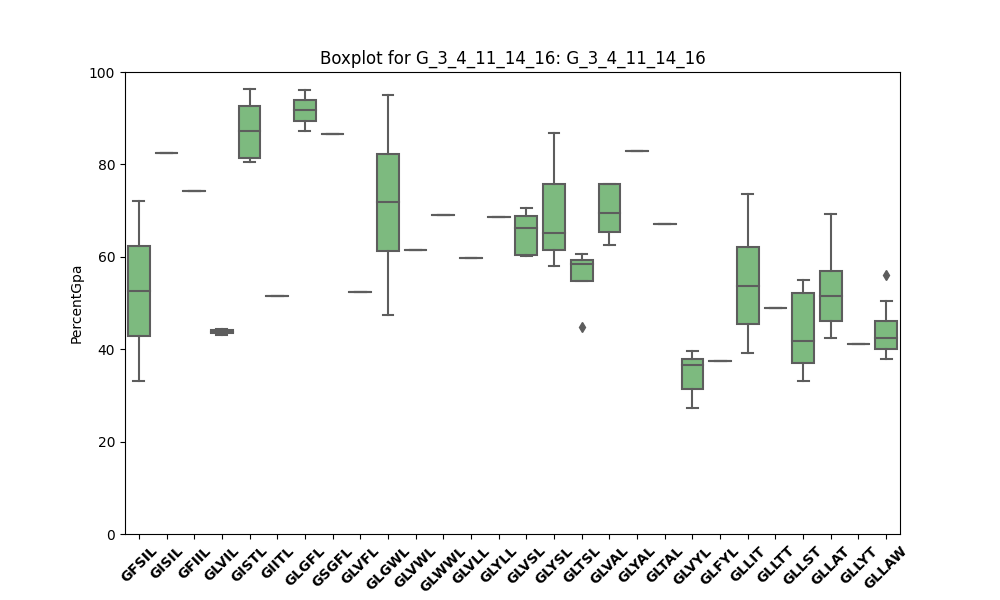 Boxplot for G_3_4_11_14_16: G_3_4_11_14_16
100
80
60
40
20
0
PercentGpa
GFSIL GISIL GFIIL GLVIL GISTL GIITL GLGFL GSGFL GLVFL GLGWL GLVWL GLWWL GLVLL GLYLL GLVSL GLYSL GLTSL GLVAL GLYAL GLTAL GLVYL GLFYL GLLIT GLLTT GLLST GLLAT GLLYT GLLAW